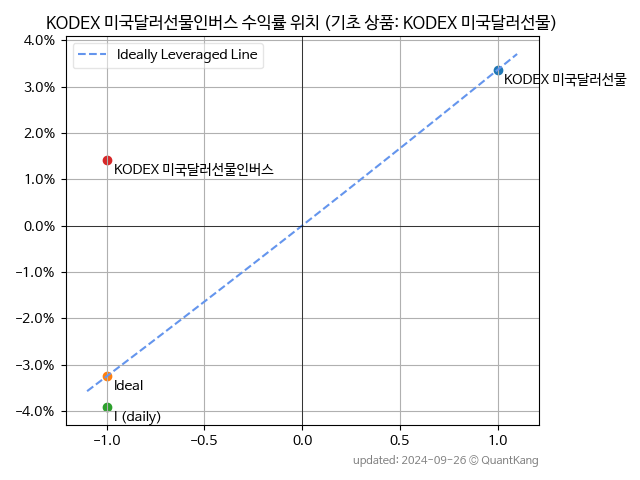 KODEX 미국달러선물인버스 수익률 위치 (기초 상품: KODEX 미국달러선물)
4.0%
Ideally Leveraged Line
3.0%
KODEX 미국달러선물
2.0%
KODEX 미국달러선물인버스
1.0%
0.0%
-1.0%
-2.0%
-3.0%
Ideal
-4.0%
I (daily)
-1.0 -0.5 0.0 0.5 1.0
updated: 2024-09-26 © QuantKang